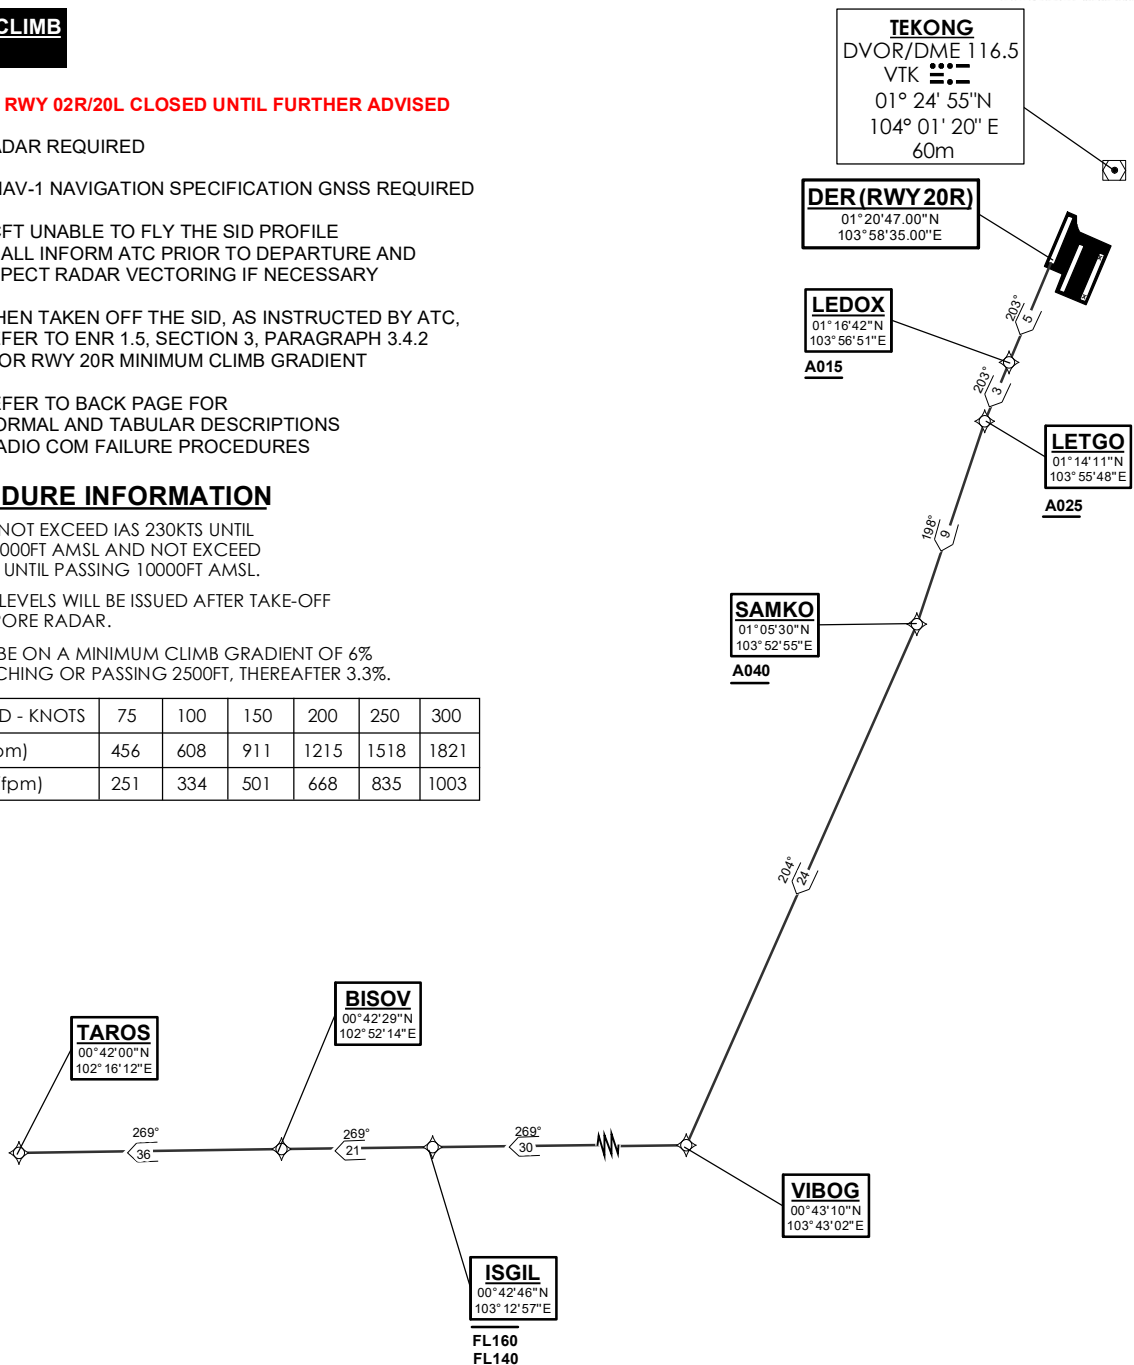 CLIMB
RWY 02R/20L CLOSED UNTIL FURTHER ADVISED
ADAR REQUIRED
NAV-1 NAVIGATION SPECIFICATION GNSS REQUIRED
CFT UNABLE TO FLY THE SID PROFILE
ALL INFORM ATC PRIOR TO DEPARTURE AND
PECT RADAR VECTORING IF NECESSARY
HEN TAKEN OFF THE SID, AS INSTRUCTED BY ATC,
FER TO ENR 1.5, SECTION 3, PARAGRAPH 3.4.2
OR RWY 20R MINIMUM CLIMB GRADIENT
EFER TO BACK PAGE FOR
ORMAL AND TABULAR DESCRIPTIONS
ADIO COM FAILURE PROCEDURES
DURE INFORMATION
NOT EXCEED IAS 230KTS UNTIL
000FT AMSL AND NOT EXCEED
UNTIL PASSING 10000FT AMSL.
LEVELS WILL BE ISSUED AFTER TAKE-OFF
PORE RADAR.
BE ON A MINIMUM CLIMB GRADIENT OF 6%
CHING OR PASSING 2500FT, THEREAFTER 3.3%.
D - KNOTS 75 100 150 200 250 300
pm) 456 608 911 1215 1518 1821
fpm) 251 334 501 668 835 1003
TEKONG
DVOR/DME 116.5
VTK
01° 24' 55"N
104° 01' 20" E
60m
DER (RWY 20R)
01°20'47.00"N
103°58'35.00"E
203°
5
LEDOX
01°16'42"N
103°56'51"E
A015
203°
3
LETGO
01°14'11"N
103°55'48"E
A025
198°
9
SAMKO
01°05'30"N
103°52'55"E
A040
204°
24
BISOV
00°42'29"N
102°52'14"E
TAROS
00°42'00"N
102°16'12"E
269°
36
269°
21
269°
30
VIBOG
00°43'10"N
103°43'02"E
ISGIL
00°42'46"N
103°12'57"E
FL160
FL140